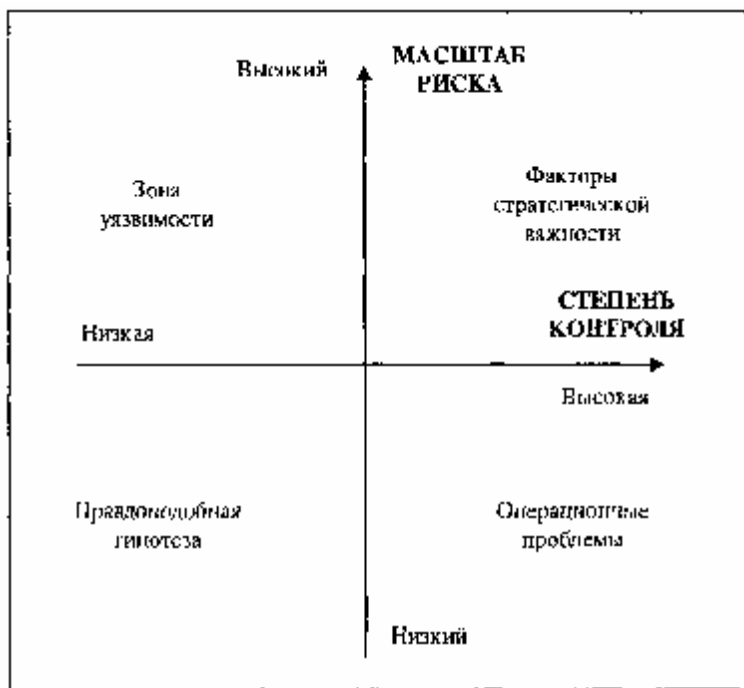 Высокий
МАСШТАБ
РИСКА
Зона
уязвимости
Факторы
стратегической
важности
СТЕПЕНЬ
КОНТРОЛЯ
Низкая
Высокая
Правдоподобная
гипотеза
Операционные
проблемы
Низкий